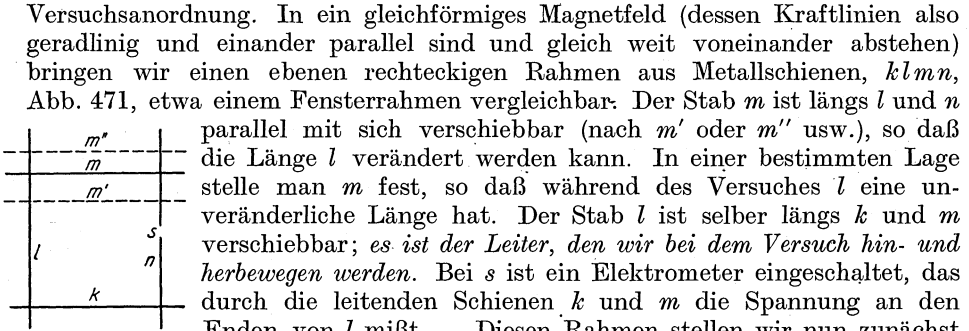 Versuchsanordnung. In ein gleichförmiges Magnetfeld (dessen Kraftlinien also
geradlinig und einander parallel sind und gleich weit voneinander abstehen)
bringen wir einen ebenen rechteckigen Rahmen aus Metallschienen, klmn,
Abb. 471, etwa einem Fensterrahmen vergleichbar. Der Stab m ist längs l und n
parallel mit sich verschiebbar (nach m′ oder m″ usw.), so daß
die Länge l verändert werden kann. In einer bestimmten Lage
stelle man m fest, so daß während des Versuches l eine un-
veränderliche Länge hat. Der Stab l ist selber längs k und m
verschiebbar; es ist der Leiter, den wir bei dem Versuch hin- und
herbewegen werden. Bei s ist ein Elektrometer eingeschaltet, das
durch die leitenden Schienen k und m die Spannung an den
Enden von l mißt. Diesen Rahmen stellen wir nun zunächst
m″
m
m′
s
l
n
k